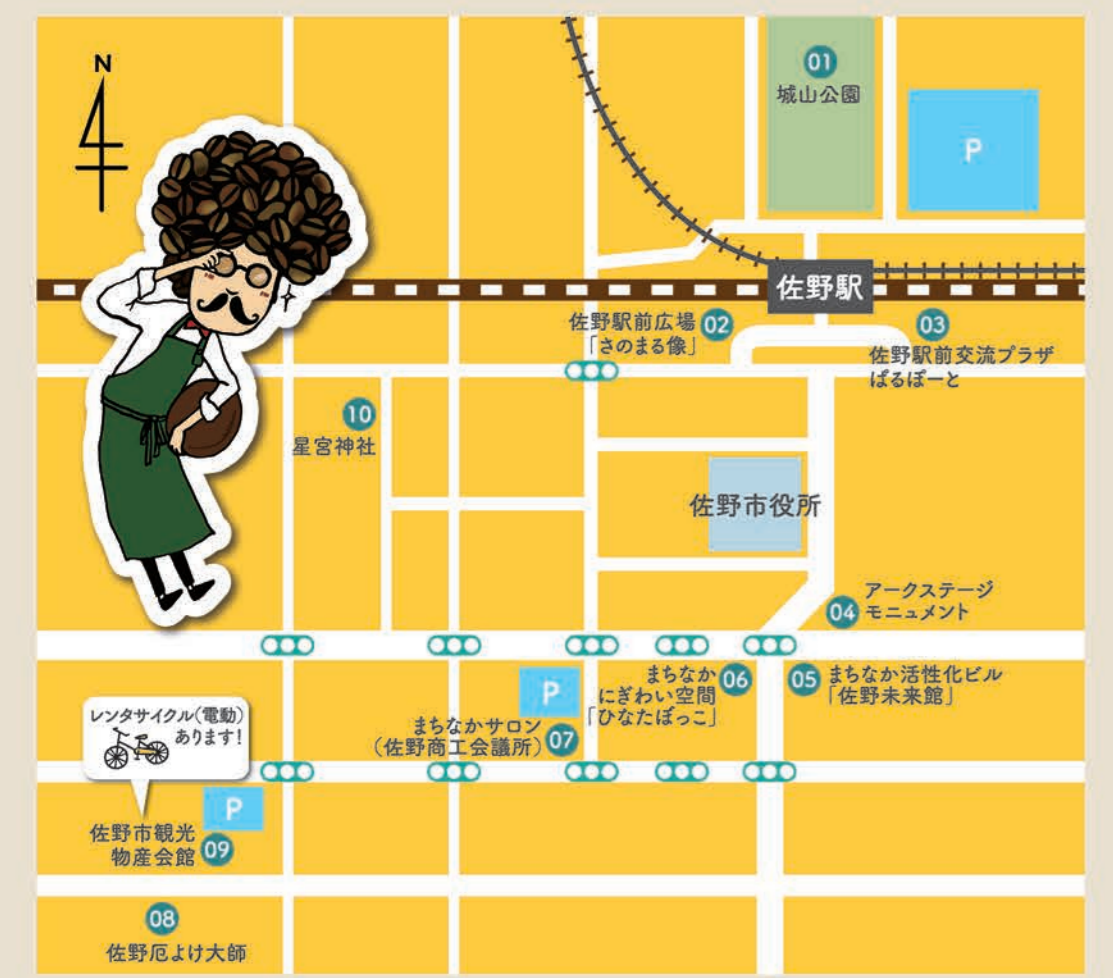 N
01
城山公園
P
佐野駅
佐野駅前広場 02
「さのまる像」
03
佐野駅前交流プラザ
ぱるぽーと
10
星宮神社
佐野市役所
04
アークステージ
モニュメント
まちなか 06
にぎわい空間
「ひなたぼっこ」
05 まちなか活性化ビル
「佐野未来館」
P
まちなかサロン
(佐野商工会議所) 07
レンタサイクル(電動)
あります!
P
佐野市観光
物産会館 09
08
佐野厄よけ大師